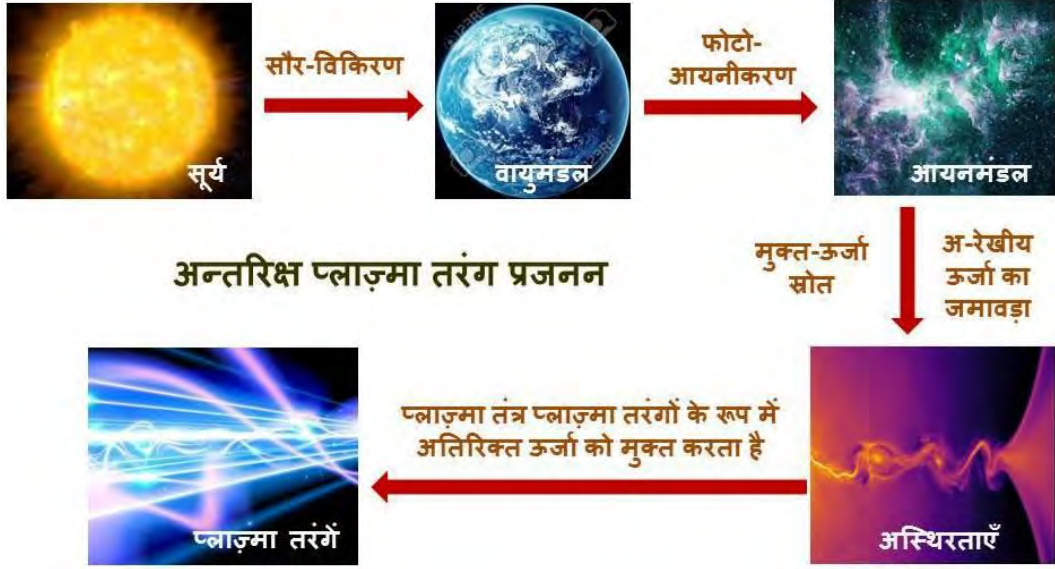 सौर-विकिरण
फोटो-
आयनीकरण
सूर्य
वायुमंडल
आयनमंडल
अन्तरिक्ष प्लाज़्मा तरंग प्रजनन
मुक्त-ऊर्जा
स्रोत
अ-रेखीय
ऊर्जा का
जमावड़ा
प्लाज़्मा तंत्र प्लाज़्मा तरंगों के रूप में
अतिरिक्त ऊर्जा को मुक्त करता है
प्लाज़्मा तरंगें
अस्थिरताएँ